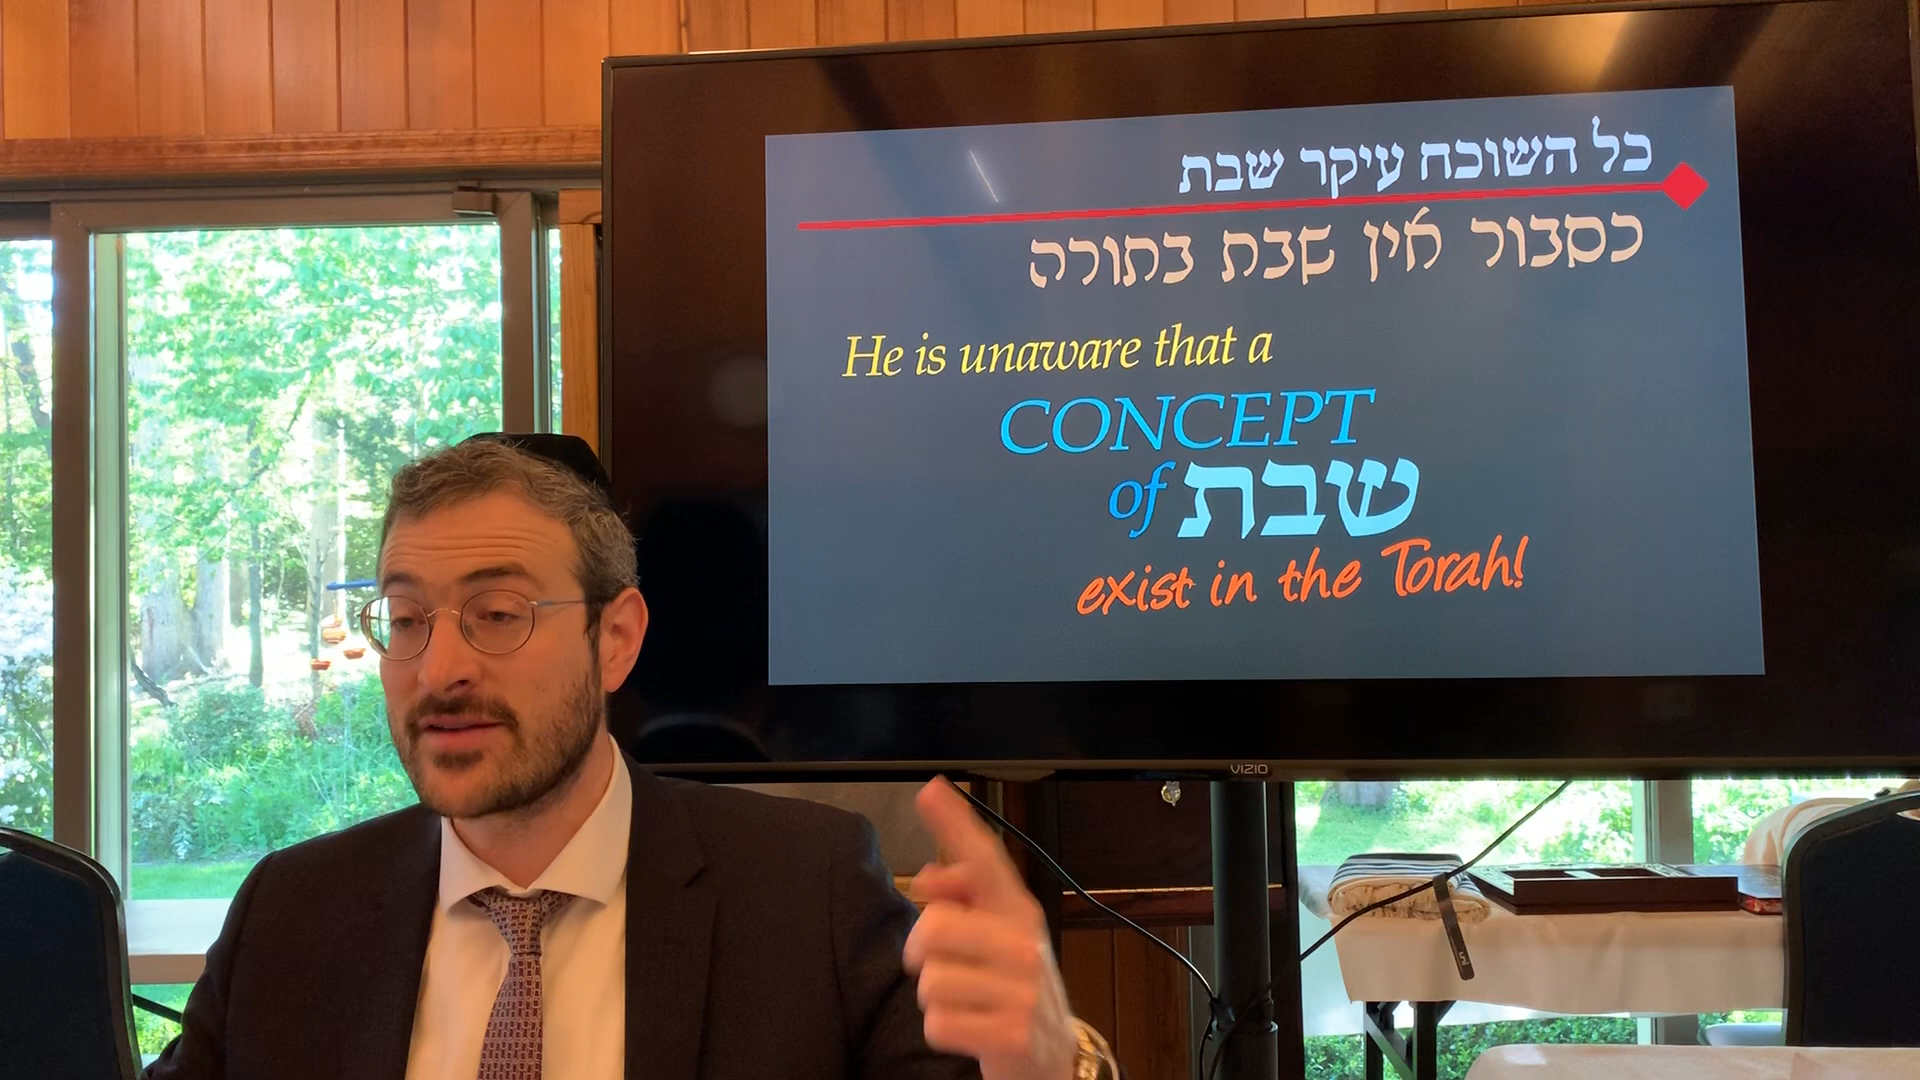 כל השוכח עיקר שבת
כסבור אין שבת בתורה
He is unaware that a
CONCEPT
of שבת
exist in the Torah!
VIZIO